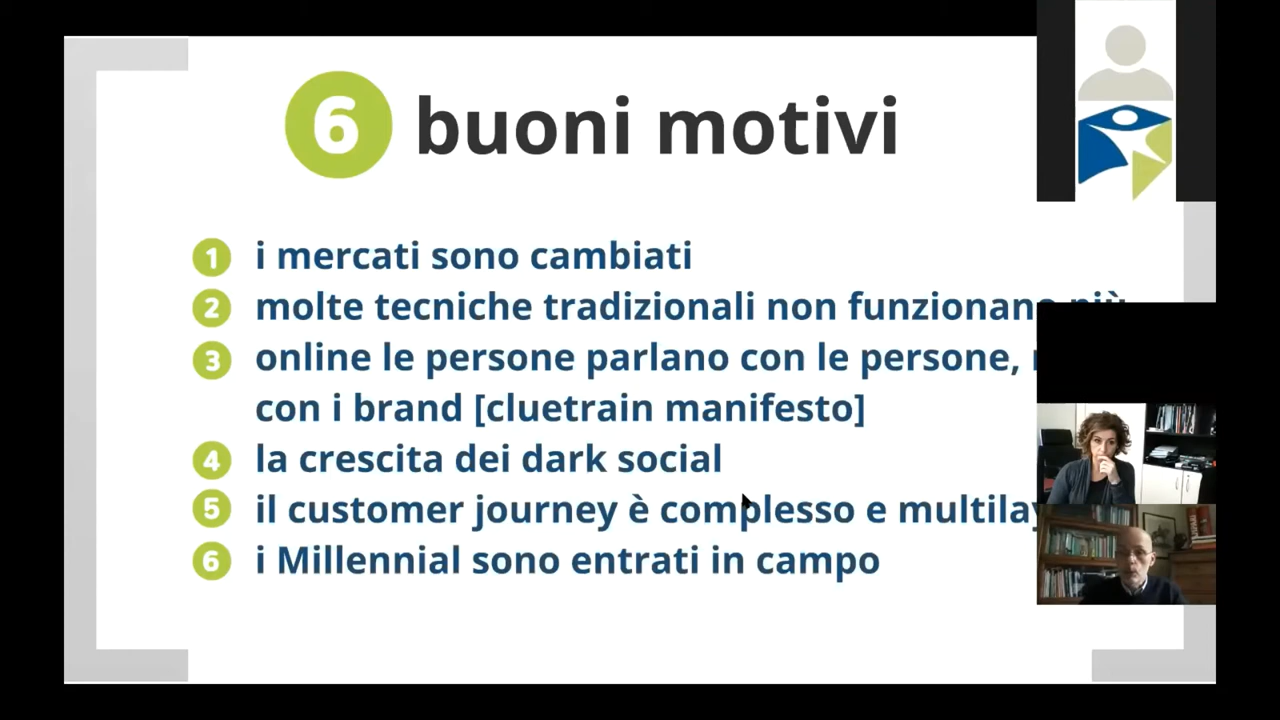 6 buoni motivi
1 i mercati sono cambiati
2 molte tecniche tradizionali non funzionano più
3 online le persone parlano con le persone,
con i brand [cluetrain manifesto]
4 la crescita dei dark social
5 il customer journey è complesso e
6 i Millennial sono entrati in campo